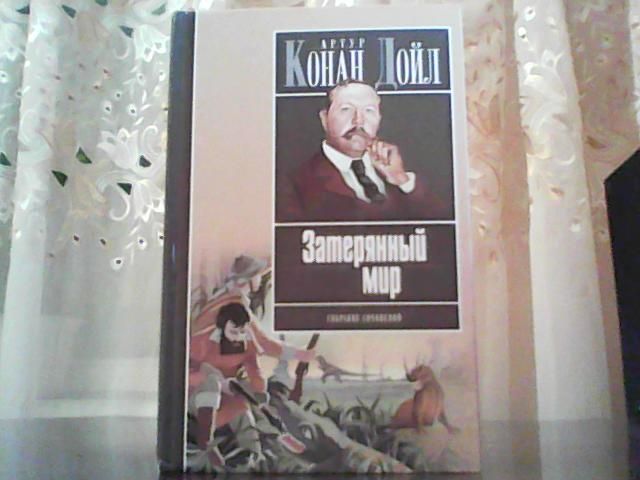 АРТУР
КОНАН ДОЙЛ
Затерянный
мир
СОБРАНИЕ СОЧИНЕНИЙ